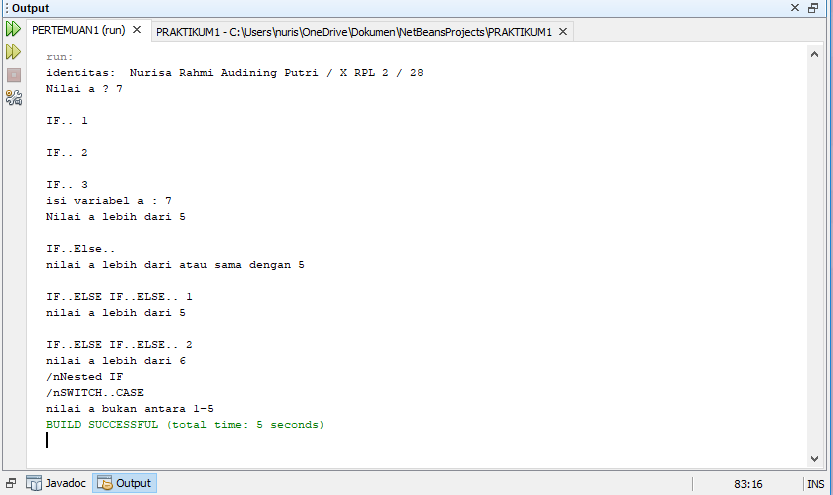 Output
PERTEMUAN1 (run)
PRAKTIKUM1 - C:\Users\nuris\OneDrive\Dokumen\NetBeansProjects\PRAKTIKUM1
run:
identitas:  Nurisa Rahmi Audining Putri / X RPL 2 / 28
Nilai a ? 7
IF.. 1
IF.. 2
IF.. 3
isi variabel a : 7
Nilai a lebih dari 5
IF..Else..
nilai a lebih dari atau sama dengan 5
IF..ELSE IF..ELSE.. 1
nilai a lebih dari 5
IF..ELSE IF..ELSE.. 2
nilai a lebih dari 6
/nNested IF
/nSWITCH..CASE
nilai a bukan antara 1-5
BUILD SUCCESSFUL (total time: 5 seconds)
Javadoc
Output
83:16
INS